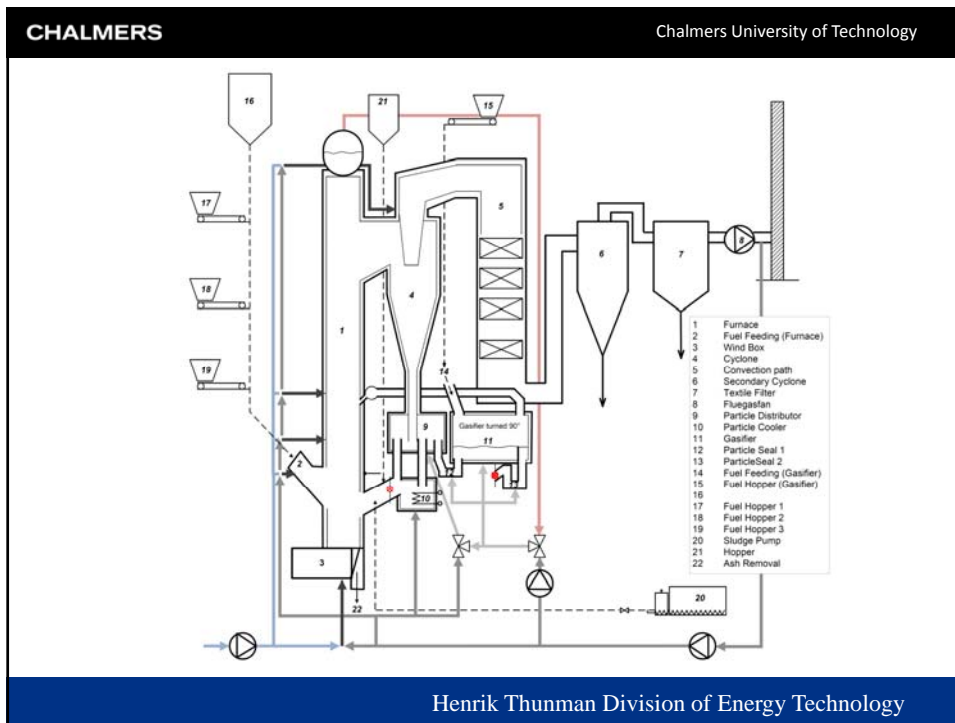 CHALMERS
Chalmers University of Technology
16
21
15
17
5
6
7
8
18
4
1
19
14
9
Gasifier turned 90°
11
2
10
3
20
22
1 Furnace
2 Fuel Feeding (Furnace)
3 Wind Box
4 Cyclone
5 Convection path
6 Secondary Cyclone
7 Textile Filter
8 Fluegasfan
9 Particle Distributor
10 Particle Cooler
11 Gasifier
12 Particle Seal 1
13 ParticleSeal 2
14 Fuel Feeding (Gasifier)
15 Fuel Hopper (Gasifier)
16
17 Fuel Hopper 1
18 Fuel Hopper 2
19 Fuel Hopper 3
20 Sludge Pump
21 Hopper
22 Ash Removal
Henrik Thunman Division of Energy Technology